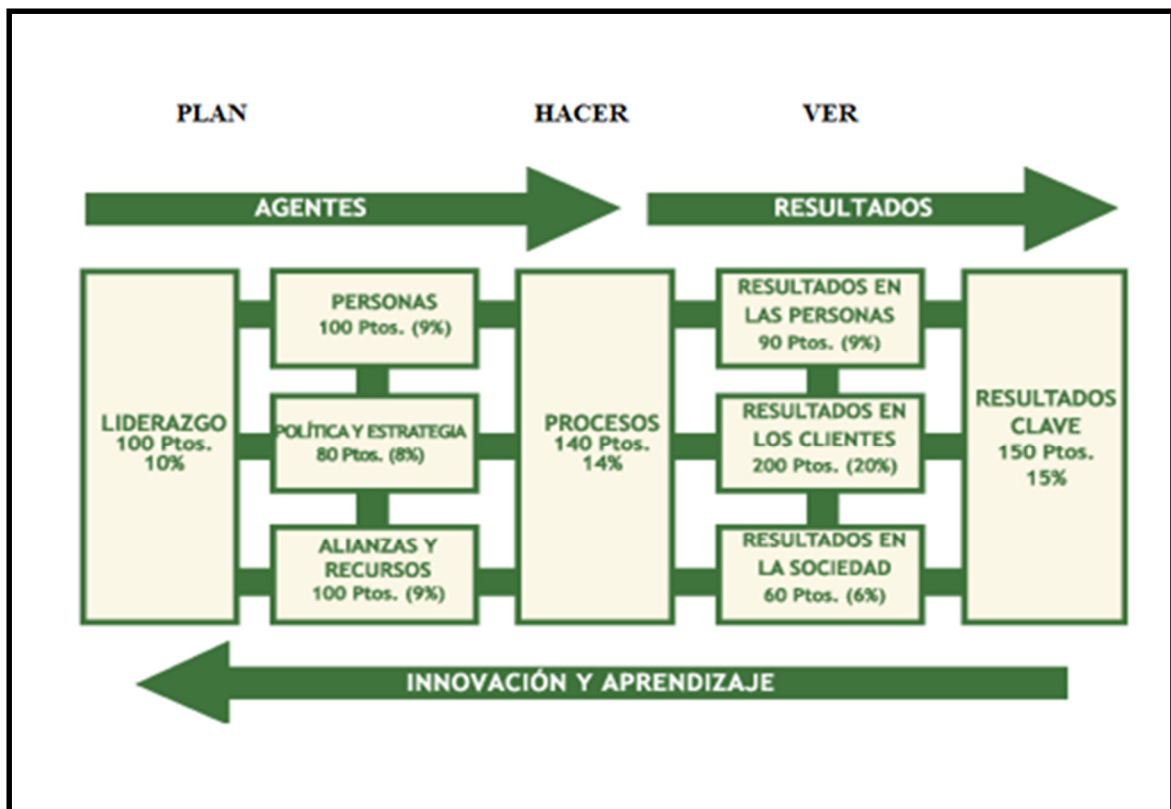 PLAN
HACER
VER
AGENTES
RESULTADOS
LIDERAZGO
100 Ptos.
10%
PERSONAS
100 Ptos. (9%)
POLÍTICA Y ESTRATEGIA
80 Ptos. (8%)
ALIANZAS Y
RECURSOS
100 Ptos. (9%)
PROCESOS
140 Ptos.
14%
RESULTADOS EN
LAS PERSONAS
90 Ptos. (9%)
RESULTADOS EN
LOS CLIENTES
200 Ptos. (20%)
RESULTADOS EN
LA SOCIEDAD
60 Ptos. (6%)
RESULTADOS
CLAVE
150 Ptos.
15%
INNOVACIÓN Y APRENDIZAJE